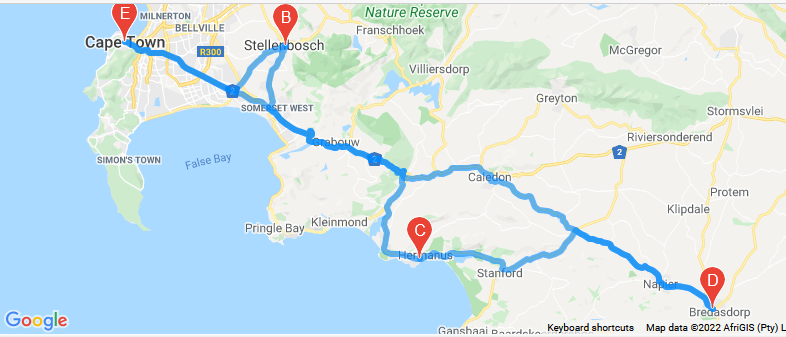 E
B
MILNERTON
Nature Reserve
BELLVILLE
Franschhoek
Cape Town
R300
Stellenbosch
McGregor
Villiersdorp
2
Greyton
Stormsvlei
SOMERSET WEST
Riviersonderend
Grabouw
2
2
SIMON'S TOWN
False Bay
Caledon
Protem
Klipdale
Kleinmond
Pringle Bay
C
Hermanus
Stanford
D
Napier
Bredasdorp
Gansbaai
Baardske
Google
Keyboard shortcuts
Map data ©2022 AfriGIS (Pty) L